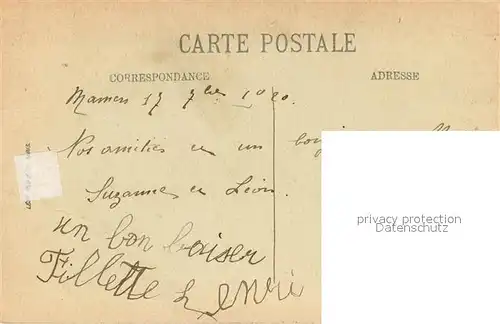 CARTE POSTALE
CORRESPONDANCE
ADRESSE
Mamers 17 7bre 1920.
Nos amitiés et un
Suzanne et Léon.
un bon baiser
Fillette Henri
privacy protection